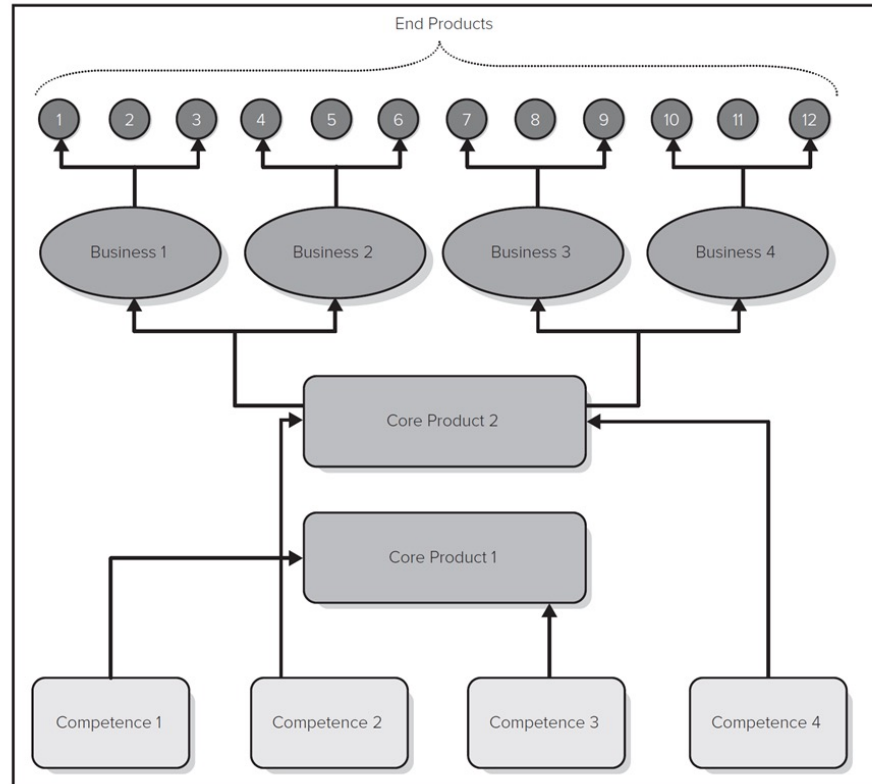 End Products
1 2 3 4 5 6 7 8 9 10 11 12
Business 1 Business 2 Business 3 Business 4
Core Product 2
Core Product 1
Competence 1 Competence 2 Competence 3 Competence 4